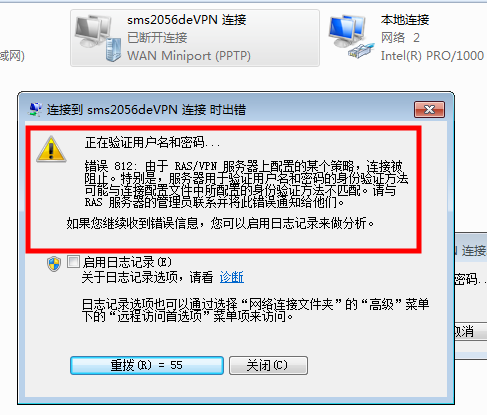 sms2056deVPN 连接
已断开连接
WAN Miniport (PPTP)
本地连接
网络 2
Intel(R) PRO/1000
域网)
连接到 sms2056deVPN 连接 时出错
正在验证用户名和密码...
错误 812: 由于 RAS/VPN 服务器上配置的某个策略，连接被
阻止。特别是，服务器用于验证用户名和密码的身份验证方法
可能与连接配置文件中所配置的身份验证方法不匹配。请与
RAS 服务器的管理员联系并将此错误通知给他们。
如果您继续收到错误信息，您可以启用日志记录来做分析。
启用日志记录(E)
关于日志记录选项，请看 诊断
日志记录选项也可以通过选择“网络连接文件夹”的“高级”菜单
下的“远程访问首选项”菜单项来访问。
重拨(R) = 55
关闭(C)
N 连接
密码...
取消